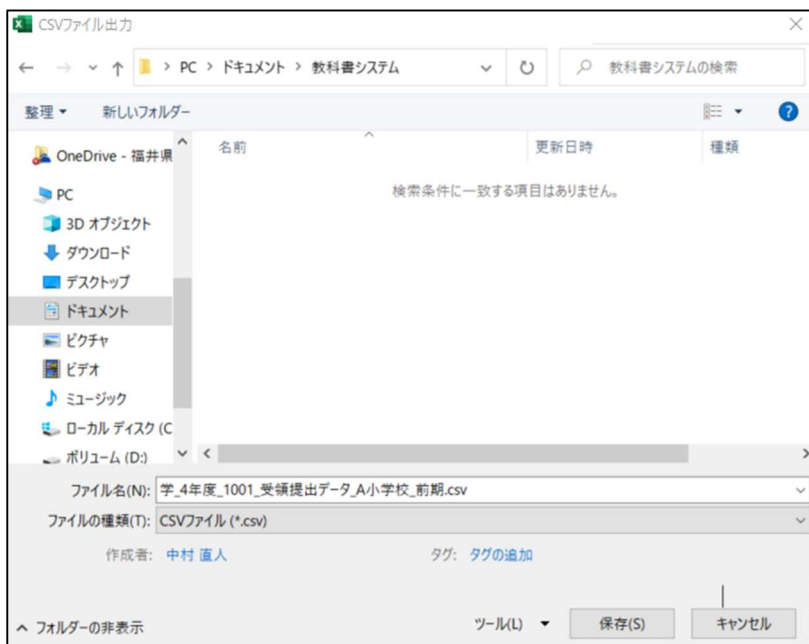 CSVファイル出力
PC > ドキュメント > 教科書システム
教科書システムの検索
整理
新しいフォルダー
名前
更新日時
種類
検索条件に一致する項目はありません。
OneDrive - 福井県
PC
3D オブジェクト
ダウンロード
デスクトップ
ドキュメント
ピクチャ
ビデオ
ミュージック
ローカル ディスク (C
ボリューム (D:)
ファイル名(N): 学_4年度_1001_受領提出データ_A小学校_前期.csv
ファイルの種類(T): CSVファイル (*.csv)
作成者: 中村 直人 タグ: タグの追加
フォルダーの非表示
ツール(L)
保存(S)
キャンセル